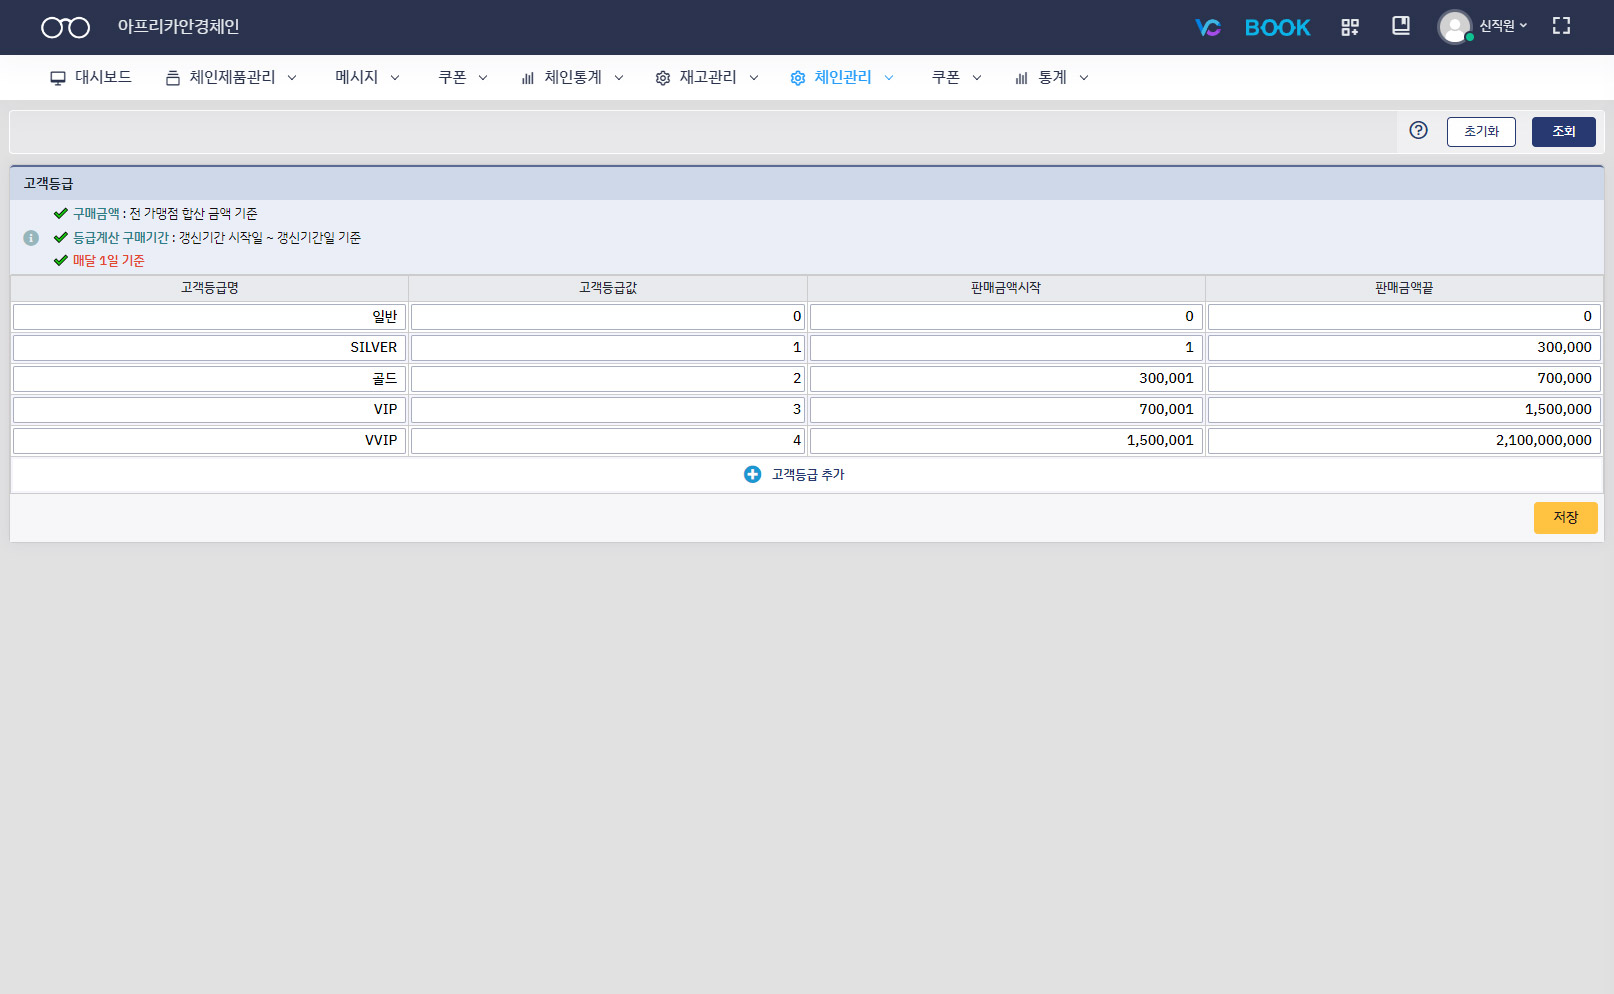 아프리카안경체인 VC BOOK 신직원
대시보드 체인제품관리 메시지 쿠폰 체인통계 재고관리 체인관리 쿠폰 통계
초기화 조회
고객등급
구매금액 : 전 가맹점 합산 금액 기준
등급계산 구매기간 : 갱신기간 시작일 ~ 갱신기간일 기준
매달 1일 기준
고객등급명 고객등급값 판매금액시작 판매금액끝
일반 0 0 0
SILVER 1 1 300,000
골드 2 300,001 700,000
VIP 3 700,001 1,500,000
VVIP 4 1,500,001 2,100,000,000
고객등급 추가
저장